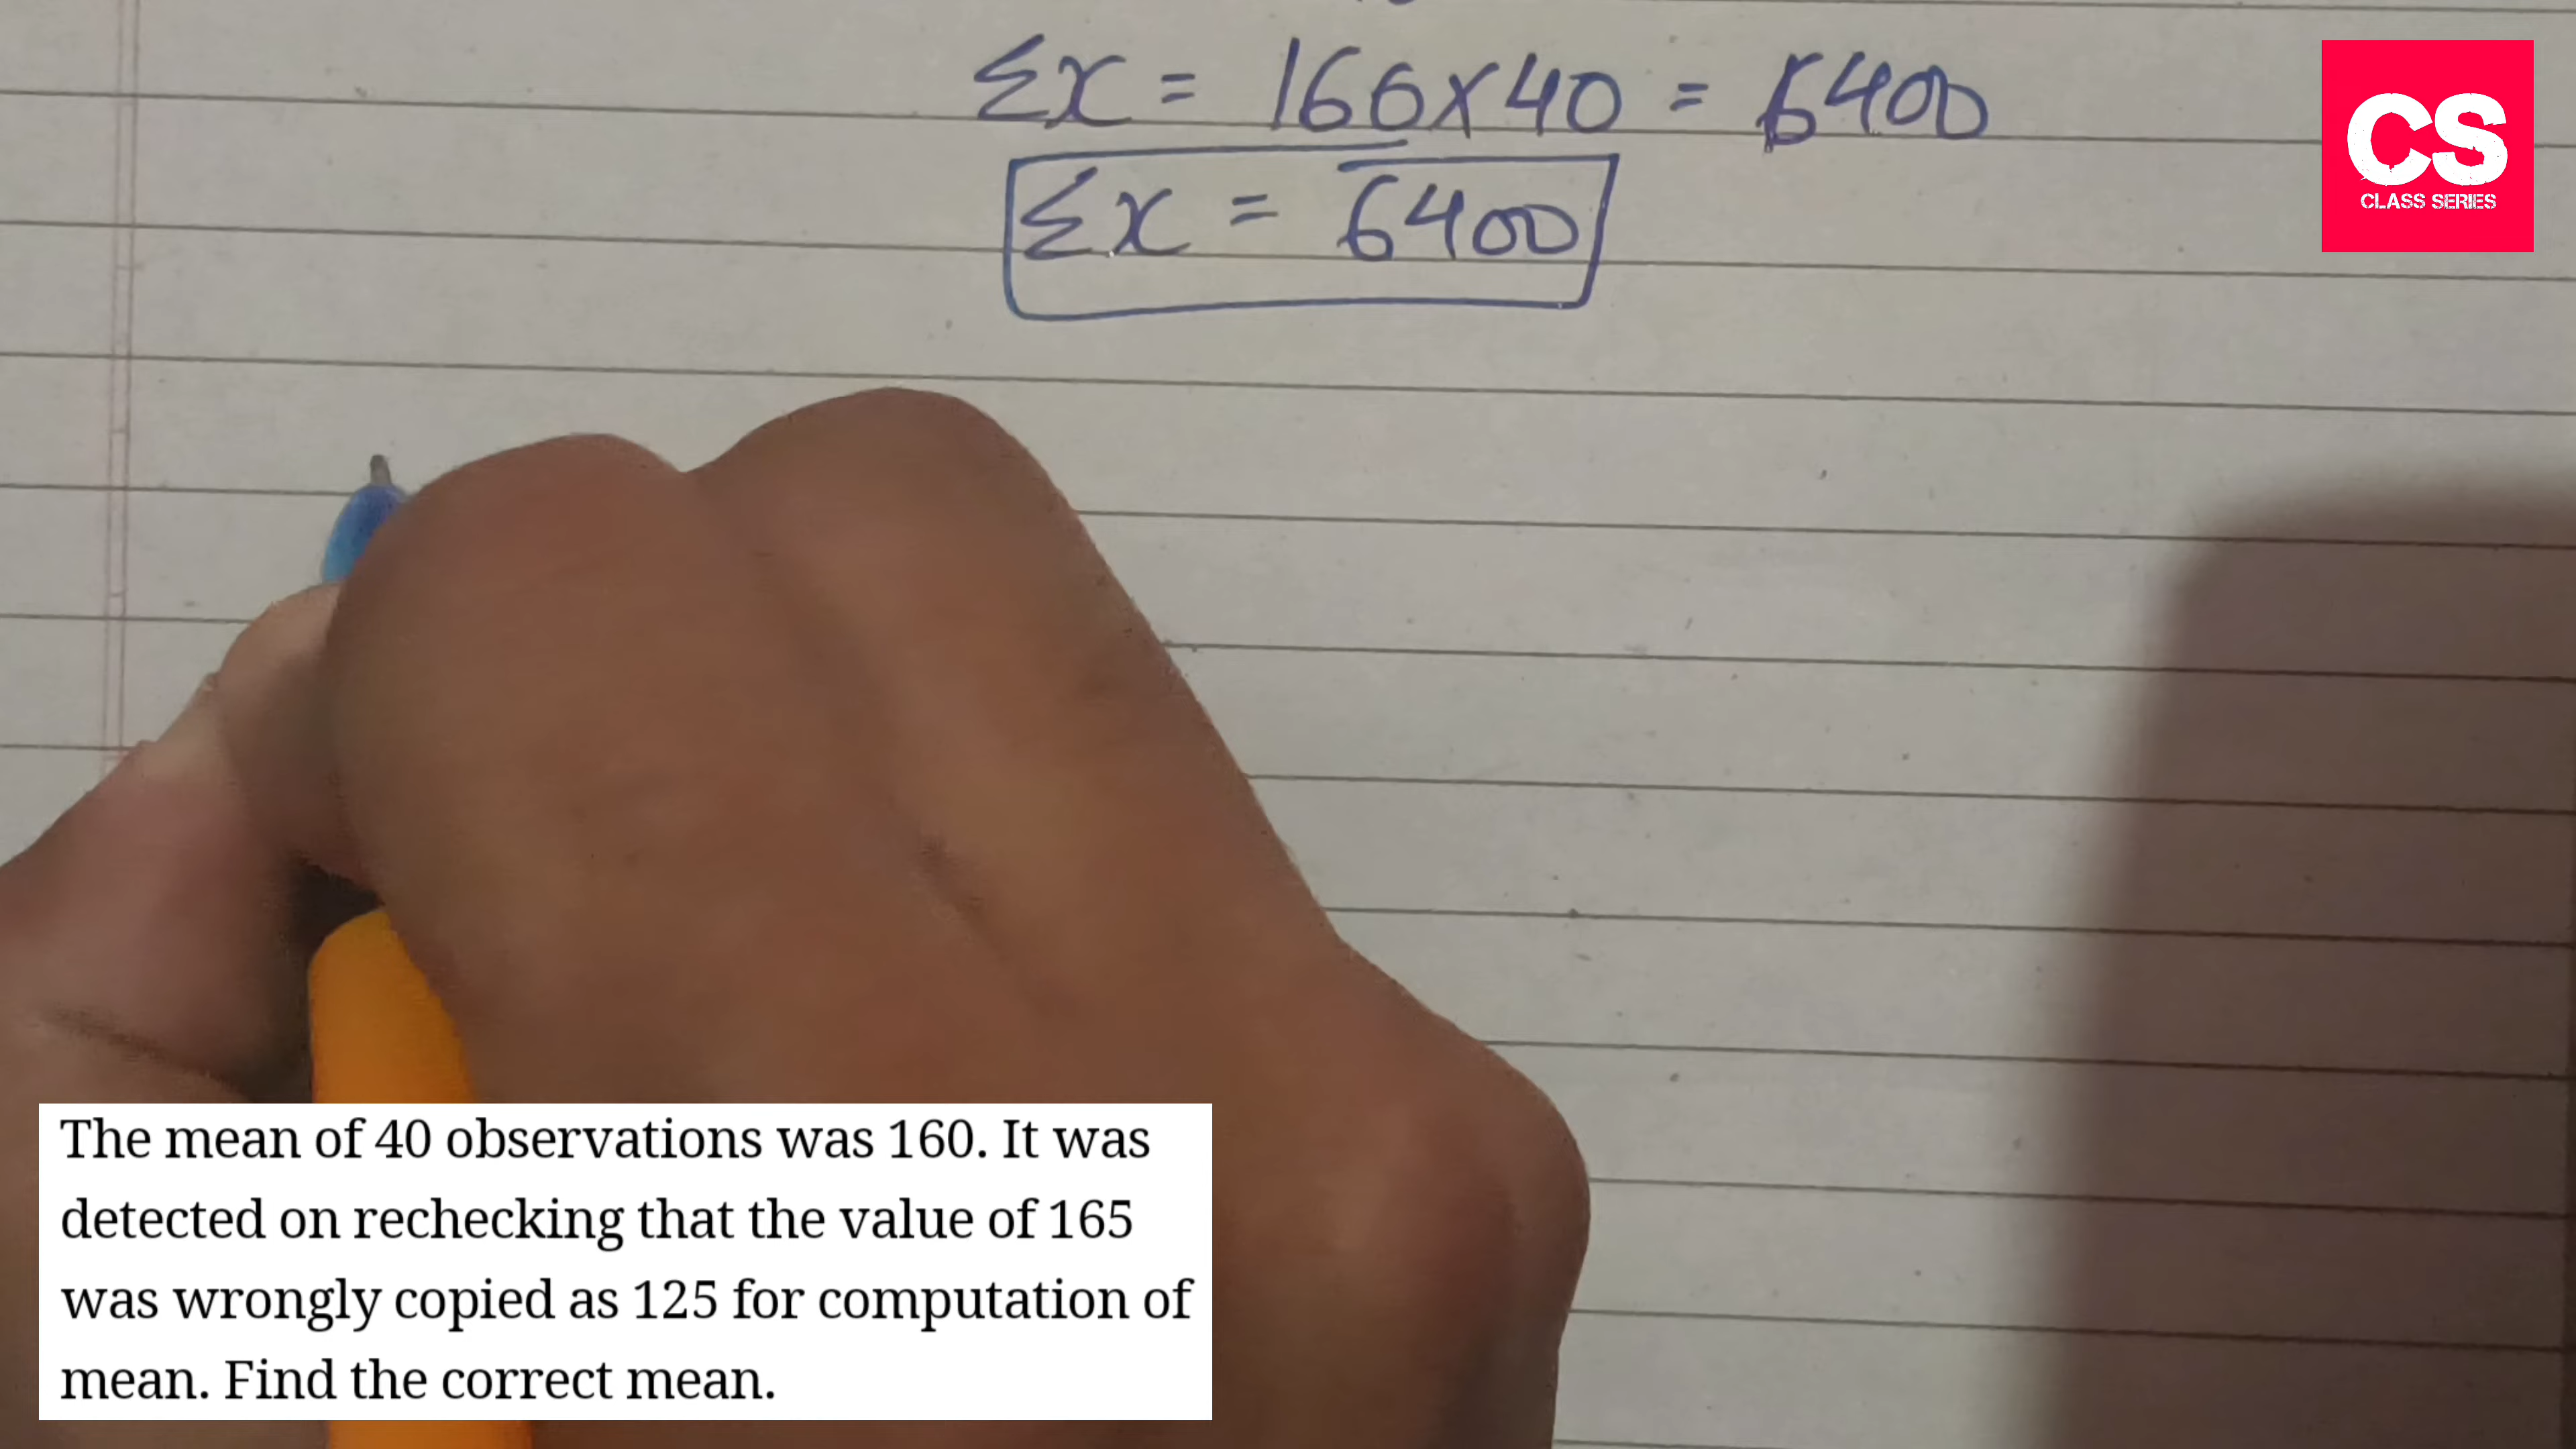 Σx = 160×40 = 6400
Σx = 6400
CS
CLASS SERIES
The mean of 40 observations was 160. It was
detected on rechecking that the value of 165
was wrongly copied as 125 for computation of
mean. Find the correct mean.